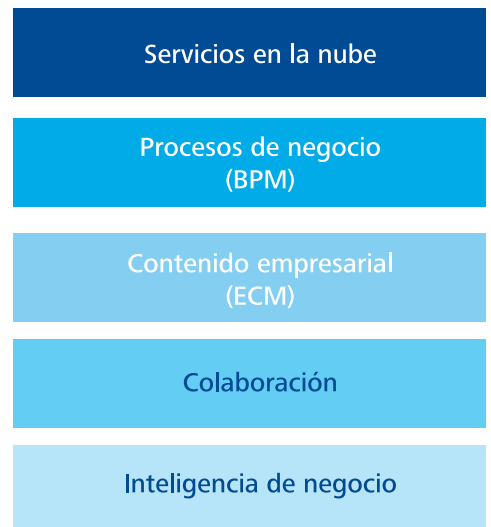 Servicios en la nube
Procesos de negocio
(BPM)
Contenido empresarial
(ECM)
Colaboración
Inteligencia de negocio